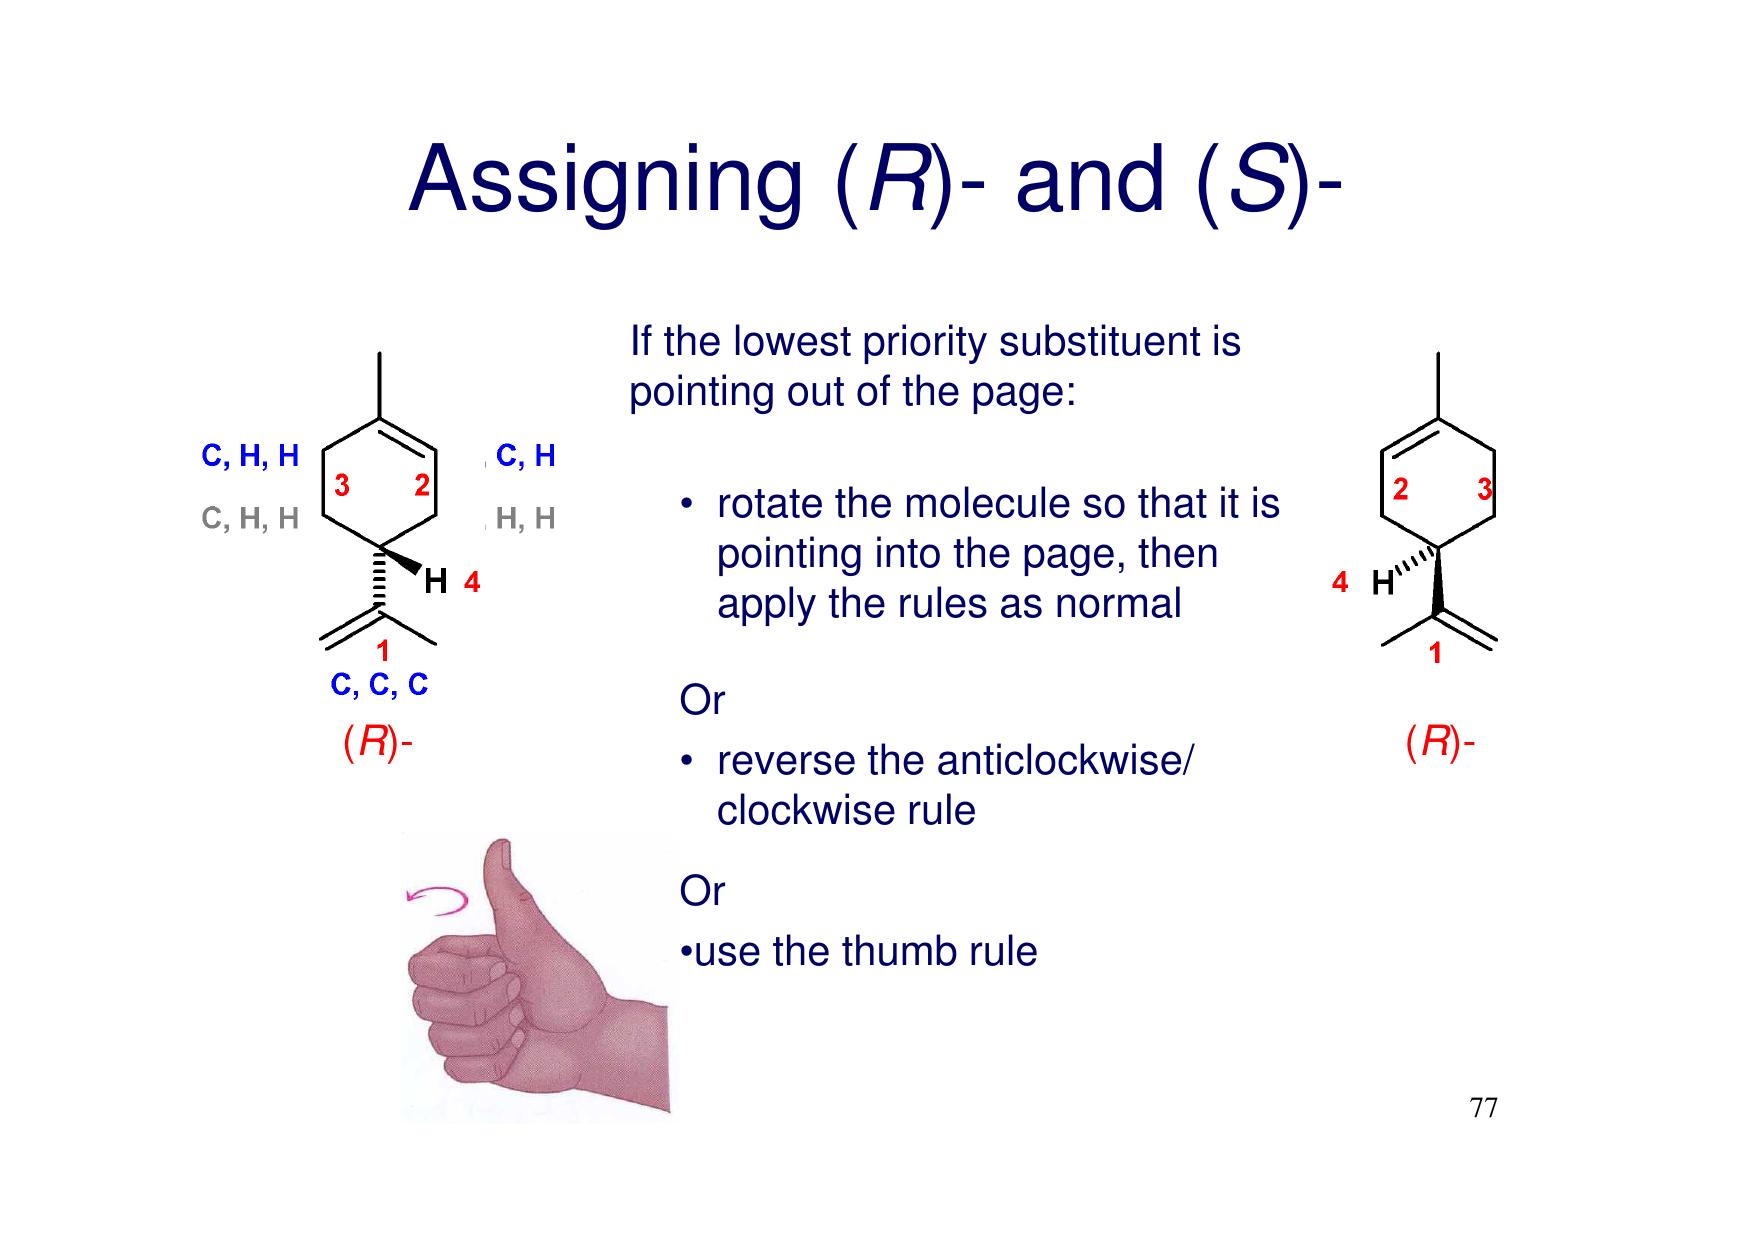 Assigning (R)- and (S)-
If the lowest priority substituent is
pointing out of the page:
• rotate the molecule so that it is
pointing into the page, then
apply the rules as normal
Or
• reverse the anticlockwise/
clockwise rule
Or
•use the thumb rule
C, H, H
, C, H
3 2
C, H, H
, H, H
H 4
1
C, C, C
(R)-
2 3
4 H
1
(R)-
77